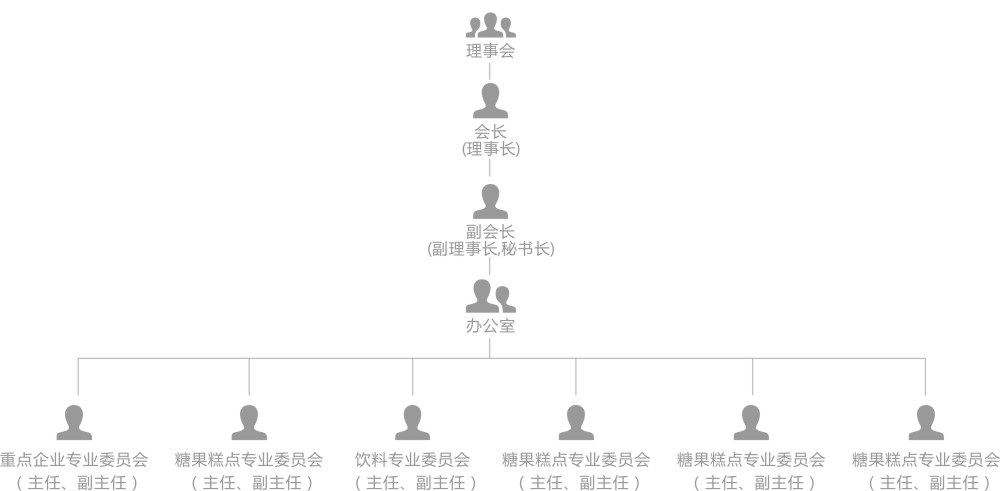 理事会
会长
(理事长)
副会长
(副理事长,秘书长)
办公室
重点企业专业委员会
（主任、副主任）
糖果糕点专业委员会
（主任、副主任）
饮料专业委员会
（主任、副主任）
糖果糕点专业委员会
（主任、副主任）
糖果糕点专业委员会
（主任、副主任）
糖果糕点专业委员会
（主任、副主任）